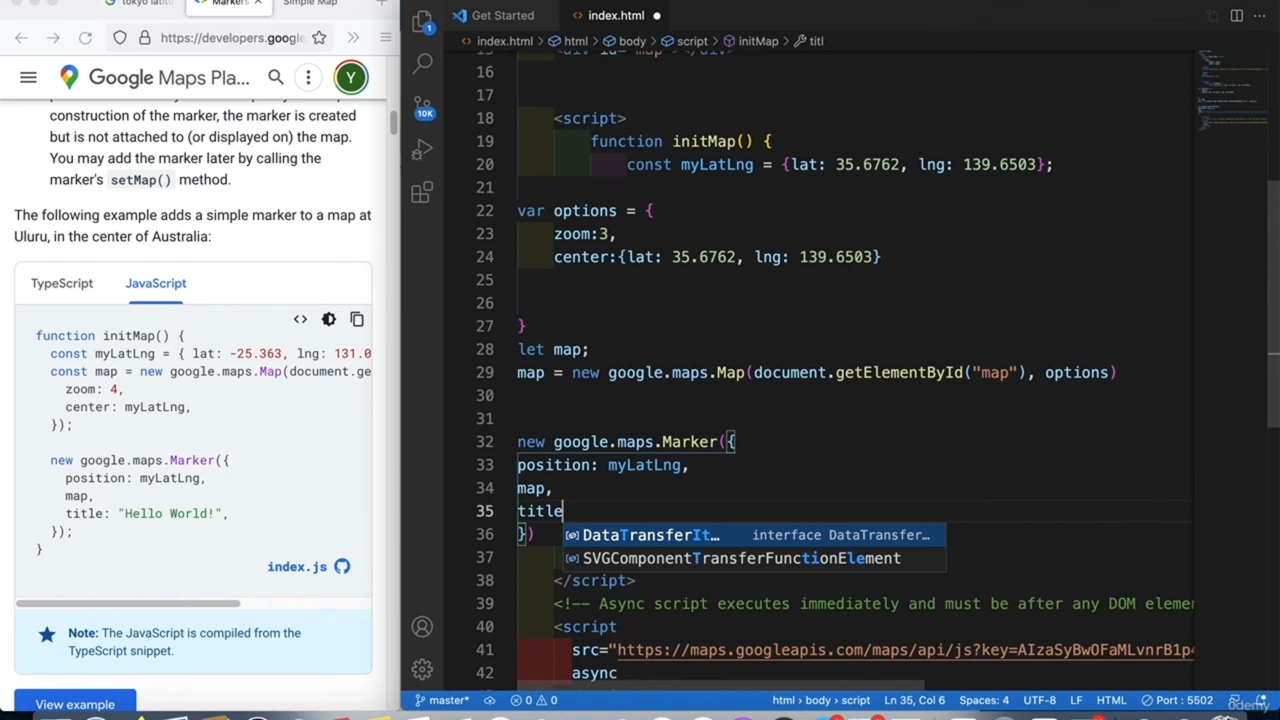 tokyo latitu
Markers
Simple Map
https://developers.google
Google Maps Pla...
Y
construction of the marker, the marker is created
but is not attached to (or displayed on) the map.
You may add the marker later by calling the
marker's setMap() method.
The following example adds a simple marker to a map at
Uluru, in the center of Australia:
TypeScript
JavaScript
function initMap() {
const myLatLng = { lat: -25.363, lng: 131.0
const map = new google.maps.Map(document.ge
zoom: 4,
center: myLatLng,
});
new google.maps.Marker({
position: myLatLng,
map,
title: "Hello World!",
});
}
index.js
Note: The JavaScript is compiled from the
TypeScript snippet.
View example
Get Started
index.html
index.html > html > body > script > initMap > titl
1
10K
16
17
18 <script>
19 function initMap() {
20 const myLatLng = {lat: 35.6762, lng: 139.6503};
21
22 var options = {
23 zoom:3,
24 center:{lat: 35.6762, lng: 139.6503}
25
26
27 }
28 let map;
29 map = new google.maps.Map(document.getElementById("map"), options)
30
31
32 new google.maps.Marker({
33 position: myLatLng,
34 map,
35 title
DataTransferIt... interface DataTransfer...
36 })
SVGComponentTransferFunctionElement
37
38 </script>
39 <!-- Async script executes immediately and must be after any DOM elemen
40 <script
41 src="https://maps.googleapis.com/maps/api/js?key=AIzaSyBwOFaMLvnrB1p4
42 async
master* 0 0 html > body > script Ln 35, Col 6 Spaces: 4 UTF-8 LF HTML Port : 5502
udemy